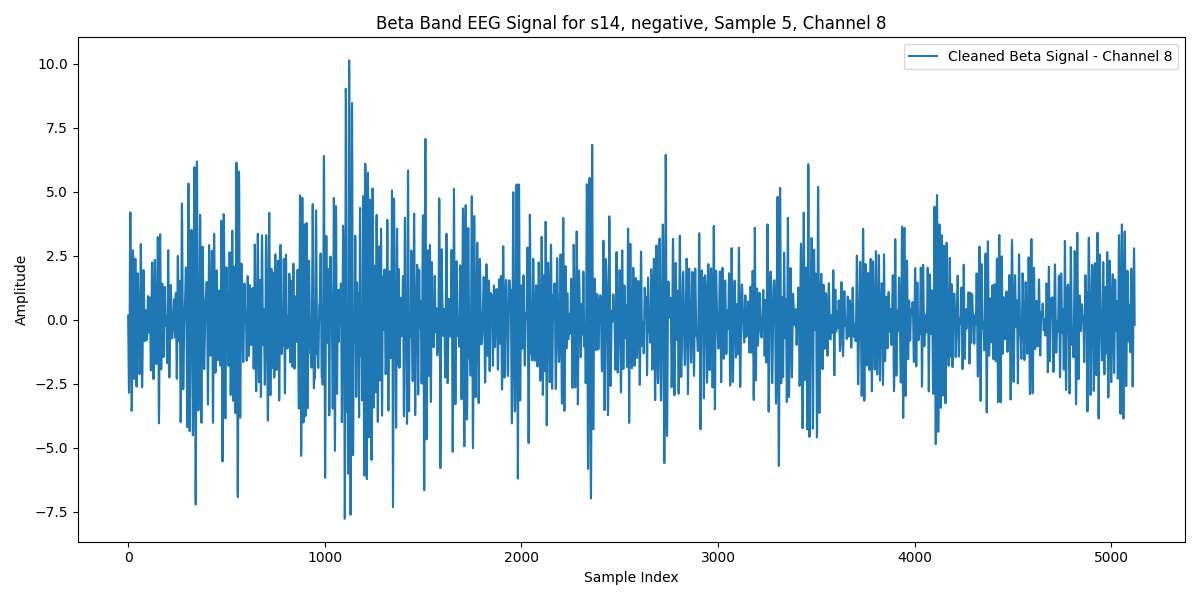 Beta Band EEG Signal for s14, negative, Sample 5, Channel 8
Cleaned Beta Signal - Channel 8
Amplitude
10.0
7.5
5.0
2.5
0.0
−2.5
−5.0
−7.5
0 1000 2000 3000 4000 5000
Sample Index